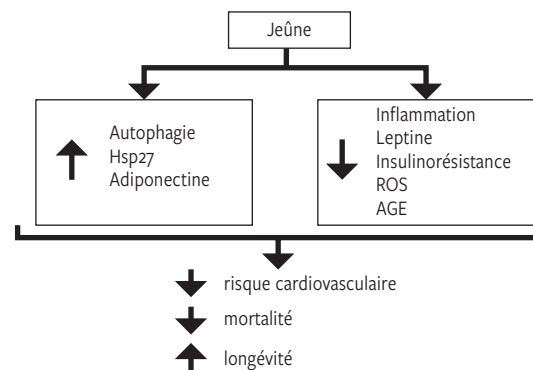 Jeûne
Autophagie
Hsp27
Adiponectine
Inflammation
Leptine
Insulinorésistance
ROS
AGE
risque cardiovasculaire
mortalité
longévité